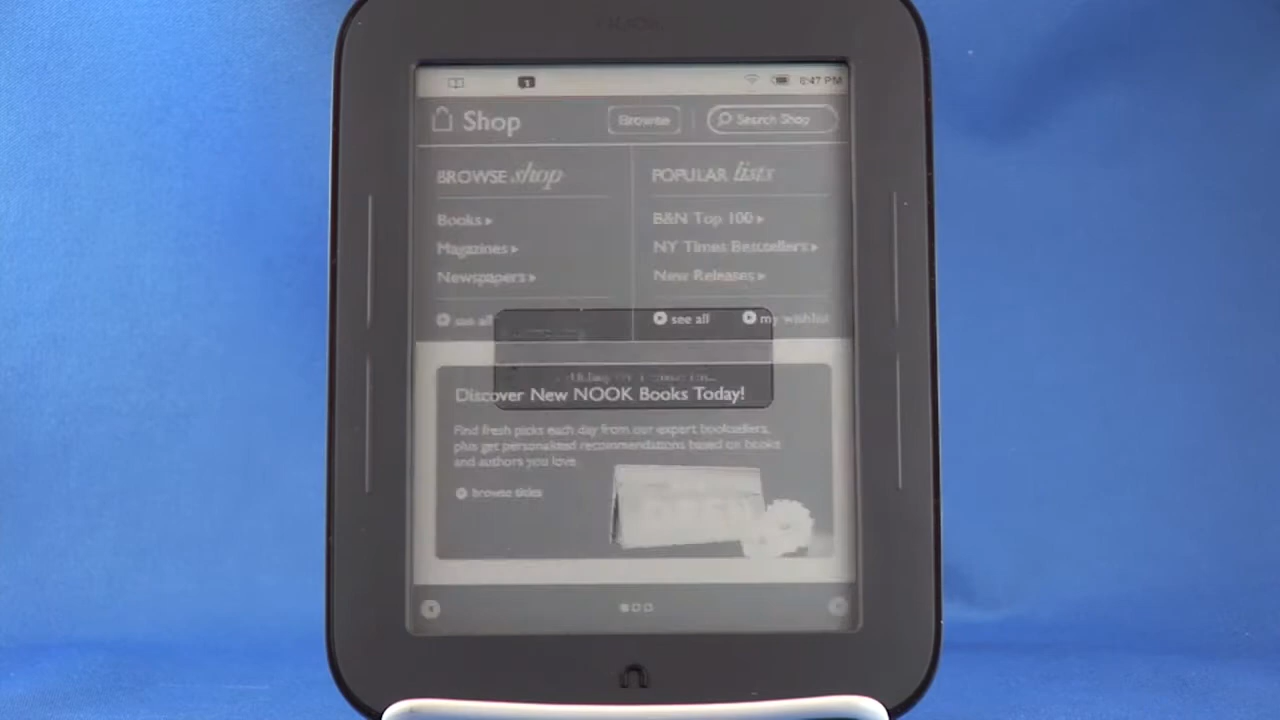 nook
6:47 PM
Shop
Browse
Search Shop
BROWSE shop
POPULAR lists
Books
B&N Top 100
Magazines
NY Times Bestsellers
Newspapers
New Releases
see all
see all
my wishlist
Discover New NOOK Books Today!
Find fresh picks each day from our expert booksellers,
plus get personalized recommendations based on books
and authors you love.
browse titles